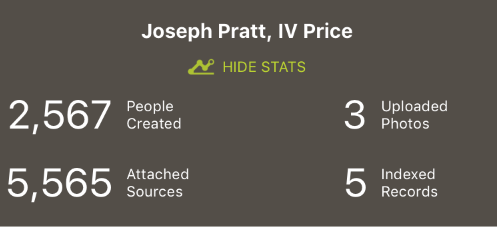 Joseph Pratt, IV Price
HIDE STATS
2,567 People Created
3 Uploaded Photos
5,565 Attached Sources
5 Indexed Records